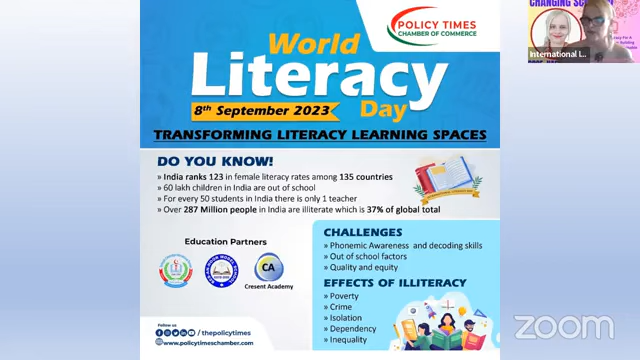 POLICY TIMES
CHAMBER OF COMMERCE
CHANGING
World
Literacy
Day
8th September 2023
International L...
TRANSFORMING LITERACY LEARNING SPACES
DO YOU KNOW!
» India ranks 123 in female literacy rates among 135 countries
» 60 lakh children in India are out of school
» For every 50 students in India there is only 1 teacher
» Over 287 Million people in India are illiterate which is 37% of global total
Education Partners
CA
Cresent Academy
CHALLENGES
» Phonemic Awareness and decoding skills
» Out of school factors
» Quality and equity
EFFECTS OF ILLITERACY
» Poverty
» Crime
» Isolation
» Dependency
» Inequality
Follow us
/thepolicytimes
www.policytimeschamber.com
zoom